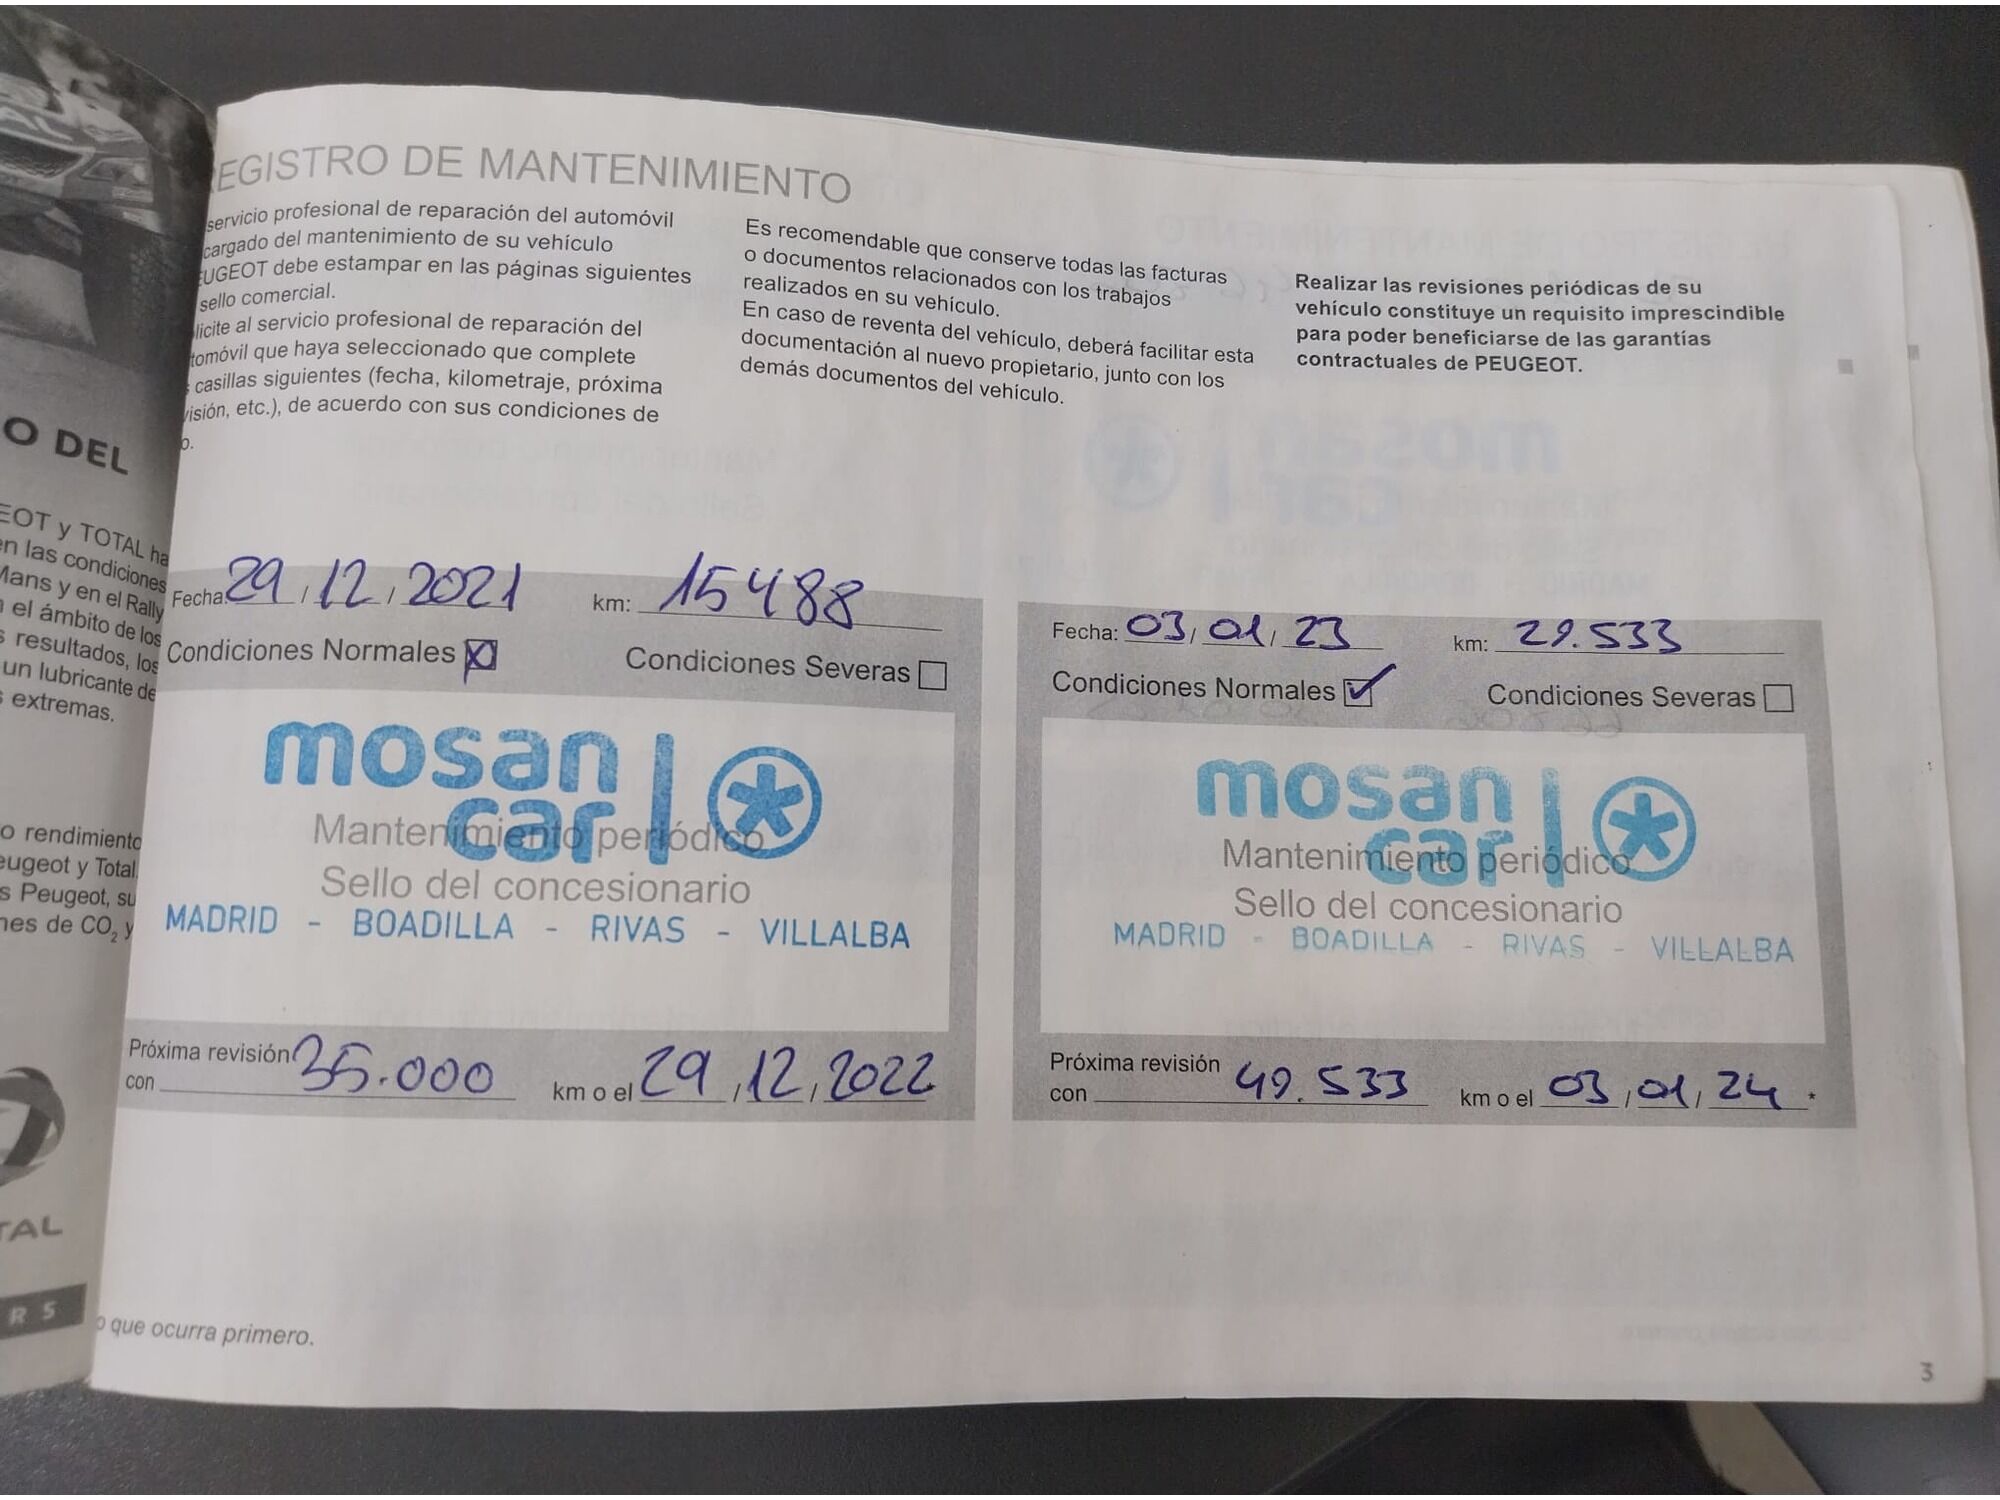 EGISTRO DE MANTENIMIENTO
servicio profesional de reparación del automóvil
cargado del mantenimiento de su vehículo
UGEOT debe estampar en las páginas siguientes
sello comercial.
licite al servicio profesional de reparación del
tomóvil que haya seleccionado que complete
casillas siguientes (fecha, kilometraje, próxima
visión, etc.), de acuerdo con sus condiciones de
o.
Es recomendable que conserve todas las facturas
o documentos relacionados con los trabajos
realizados en su vehículo.
En caso de reventa del vehículo, deberá facilitar esta
documentación al nuevo propietario, junto con los
demás documentos del vehículo.
Realizar las revisiones periódicas de su
vehículo constituye un requisito imprescindible
para poder beneficiarse de las garantías
contractuales de PEUGEOT.
O DEL
EOT y TOTAL ha
en las condiciones
Mans y en el Rally
el ámbito de los
s resultados, los
un lubricante de
s extremas.
o rendimiento
eugeot y Total.
s Peugeot, su
nes de CO2 y
TAL
R S
Fecha: 29 / 12 / 2021 km: 15488
Condiciones Normales Condiciones Severas
mosan
car
Mantenimiento periódico
Sello del concesionario
MADRID - BOADILLA - RIVAS - VILLALBA
Próxima revisión
con 35.000 km o el 29 / 12 / 2022
Fecha: 03 / 01 / 23 km: 29.533
Condiciones Normales Condiciones Severas
mosan
car
Mantenimiento periódico
Sello del concesionario
MADRID - BOADILLA - RIVAS - VILLALBA
Próxima revisión
con 49.533 km o el 03 / 01 / 24 *
o que ocurra primero.
3